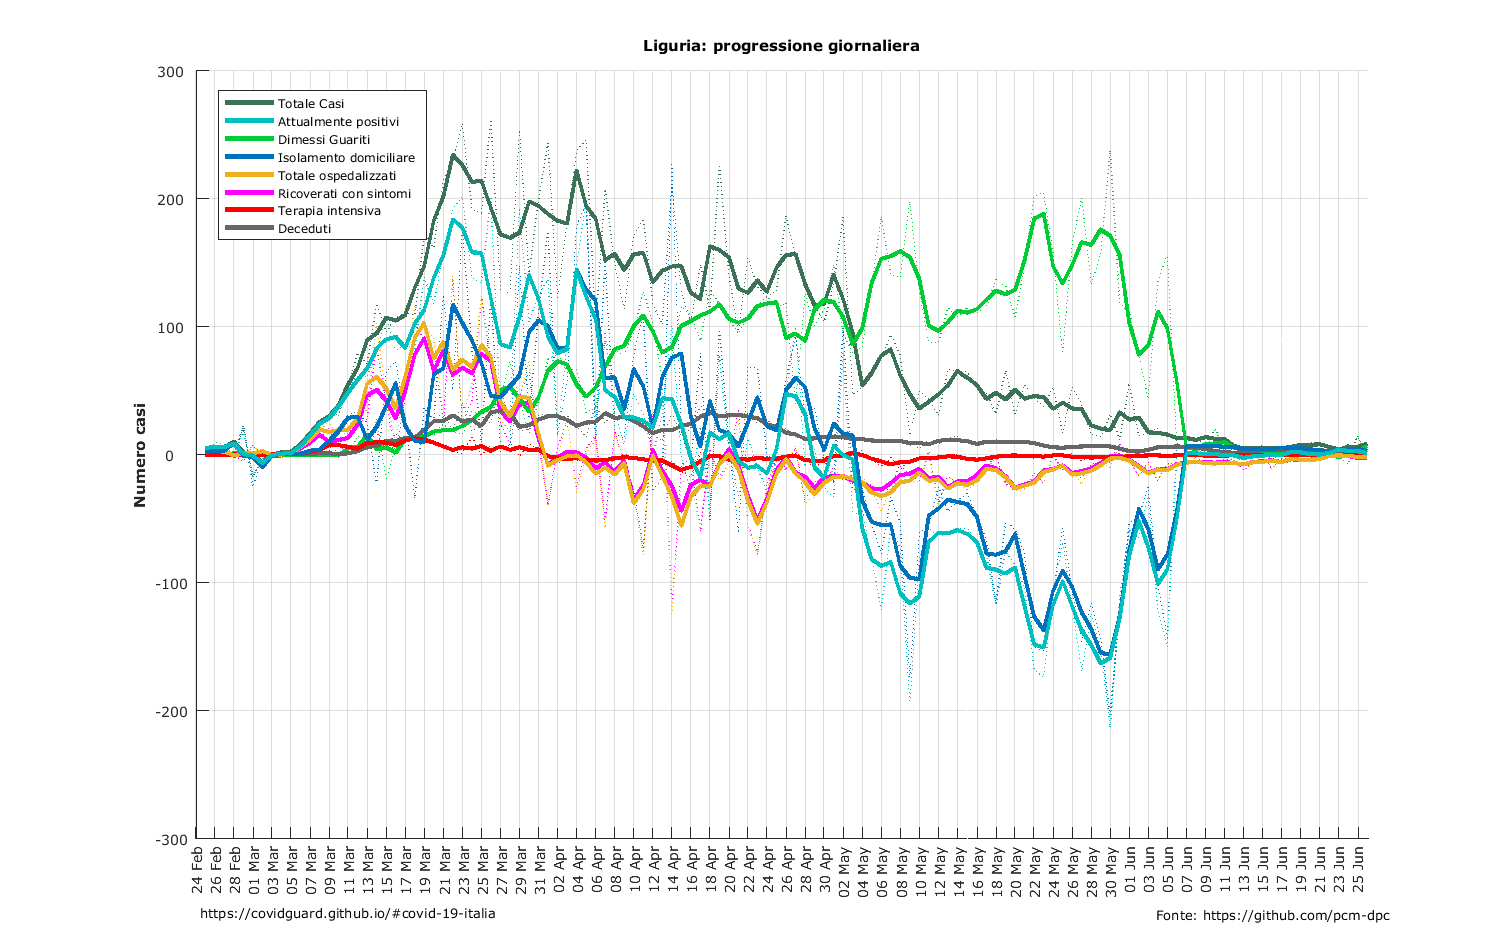 Liguria: progressione giornaliera
Numero casi
300
200
100
0
-100
-200
-300
Totale Casi
Attualmente positivi
Dimessi Guariti
Isolamento domiciliare
Totale ospedalizzati
Ricoverati con sintomi
Terapia intensiva
Deceduti
24 Feb
26 Feb
28 Feb
01 Mar
03 Mar
05 Mar
07 Mar
09 Mar
11 Mar
13 Mar
15 Mar
17 Mar
19 Mar
21 Mar
23 Mar
25 Mar
27 Mar
29 Mar
31 Mar
02 Apr
04 Apr
06 Apr
08 Apr
10 Apr
12 Apr
14 Apr
16 Apr
18 Apr
20 Apr
22 Apr
24 Apr
26 Apr
28 Apr
30 Apr
02 May
04 May
06 May
08 May
10 May
12 May
14 May
16 May
18 May
20 May
22 May
24 May
26 May
28 May
30 May
01 Jun
03 Jun
05 Jun
07 Jun
09 Jun
11 Jun
13 Jun
15 Jun
17 Jun
19 Jun
21 Jun
23 Jun
25 Jun
https://covidguard.github.io/#covid-19-italia
Fonte: https://github.com/pcm-dpc